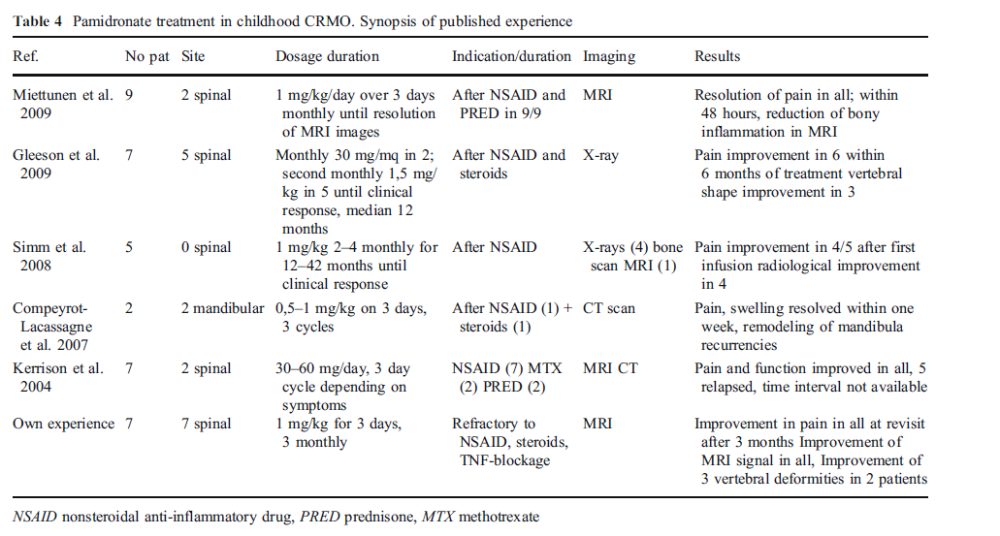 Table 4 Pamidronate treatment in childhood CRMO. Synopsis of published experience
Ref. No pat Site Dosage duration Indication/duration Imaging Results
Miettunen et al. 9 2 spinal 1 mg/kg/day over 3 days After NSAID and MRI Resolution of pain in all; within
2009 monthly until resolution PRED in 9/9 48 hours, reduction of bony
of MRI images inflammation in MRI
Gleeson et al. 7 5 spinal Monthly 30 mg/mq in 2; After NSAID and X-ray Pain improvement in 6 within
2009 second monthly 1,5 mg/ steroids 6 months of treatment vertebral
kg in 5 until clinical shape improvement in 3
response, median 12
months
Simm et al. 5 0 spinal 1 mg/kg 2–4 monthly for After NSAID X-rays (4) bone Pain improvement in 4/5 after first
2008 12–42 months until scan MRI (1) infusion radiological improvement
clinical response in 4
Compeyrot- 2 2 mandibular 0,5–1 mg/kg on 3 days, After NSAID (1) + CT scan Pain, swelling resolved within one
Lacassagne 3 cycles steroids (1) week, remodeling of mandibula
et al. 2007 recurrencies
Kerrison et al. 7 2 spinal 30–60 mg/day, 3 day NSAID (7) MTX MRI CT Pain and function improved in all, 5
2004 cycle depending on (2) PRED (2) relapsed, time interval not available
symptoms
Own experience 7 7 spinal 1 mg/kg for 3 days, Refractory to MRI Improvement in pain in all at revisit
3 monthly NSAID, steroids, after 3 months Improvement of
TNF-blockage MRI signal in all, Improvement of
3 vertebral deformities in 2 patients
NSAID nonsteroidal anti-inflammatory drug, PRED prednisone, MTX methotrexate